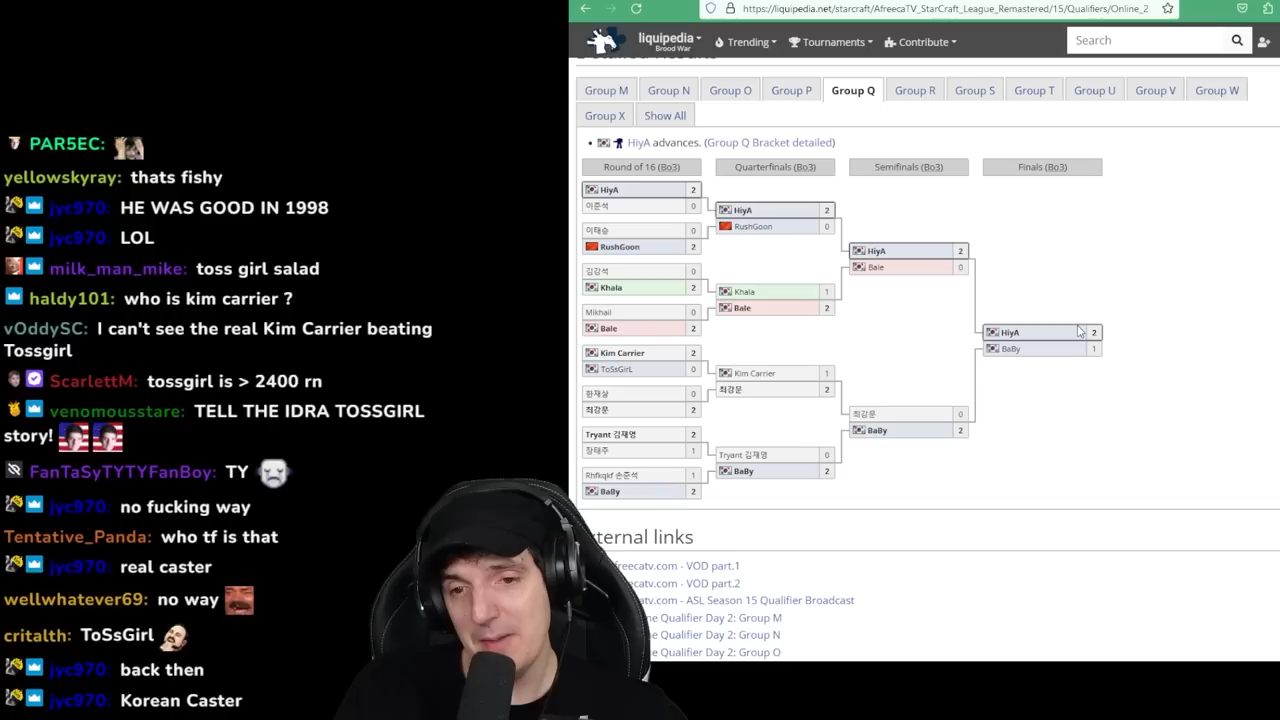 https://liquipedia.net/starcraft/AfreecaTV_StarCraft_League_Remastered/15/Qualifiers/Online_2
liquipedia
Brood War
Trending
Tournaments
Contribute
Search
Group M
Group N
Group O
Group P
Group Q
Group R
Group S
Group T
Group U
Group V
Group W
Group X
Show All
HiyA advances. (Group Q Bracket detailed)
Round of 16 (Bo3)
Quarterfinals (Bo3)
Semifinals (Bo3)
Finals (Bo3)
HiyA 2
이준석 0
이태승 0
RushGoon 2
김강석 0
Khala 2
Mikhail 0
Bale 2
Kim Carrier 2
ToSsGirL 0
한재상 0
최강문 2
Tryant 김재영 2
장태주 1
Rhfkqkf 손준석 1
BaBy 2
HiyA 2
RushGoon 0
Khala 1
Bale 2
Kim Carrier 1
최강문 2
Tryant 김재영 0
BaBy 2
HiyA 2
Bale 0
최강문 0
BaBy 2
HiyA 2
BaBy 1
ternal links
freecatv.com - VOD part.1
ecatv.com - VOD part.2
catv.com - ASL Season 15 Qualifier Broadcast
ne Qualifier Day 2: Group M
ne Qualifier Day 2: Group N
ne Qualifier Day 2: Group O
PAR5EC:
yellowskyray: thats fishy
jyc970: HE WAS GOOD IN 1998
jyc970: LOL
milk_man_mike: toss girl salad
haldy101: who is kim carrier ?
vOddySC: I can't see the real Kim Carrier beating
Tossgirl
ScarlettM: tossgirl is > 2400 rn
venomousstare: TELL THE IDRA TOSSGIRL
story!
FanTaSyTYTYFanBoy: TY
jyc970: no fucking way
Tentative_Panda: who tf is that
jyc970: real caster
wellwhatever69: no way
critalth: ToSsGirl
jyc970: back then
jyc970: Korean Caster